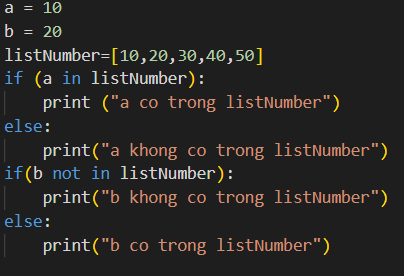 a = 10
b = 20
listNumber=[10,20,30,40,50]
if (a in listNumber):
    print ("a co trong listNumber")
else:
    print("a khong co trong listNumber")
if(b not in listNumber):
    print("b khong co trong listNumber")
else:
    print("b co trong listNumber")